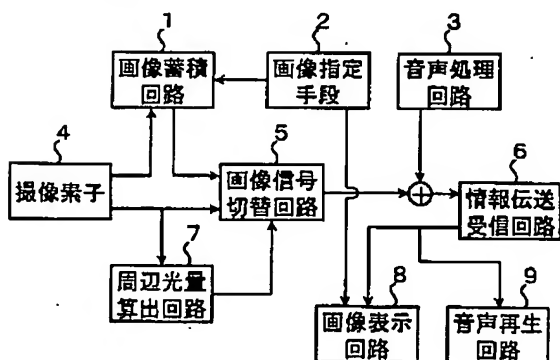 1
画像蓄積
回路
2
画像指定
手段
3
音声処理
回路
4
撮像素子
5
画像信号
切替回路
6
情報伝送
受信回路
7
周辺光量
算出回路
8
画像表示
回路
9
音声再生
回路